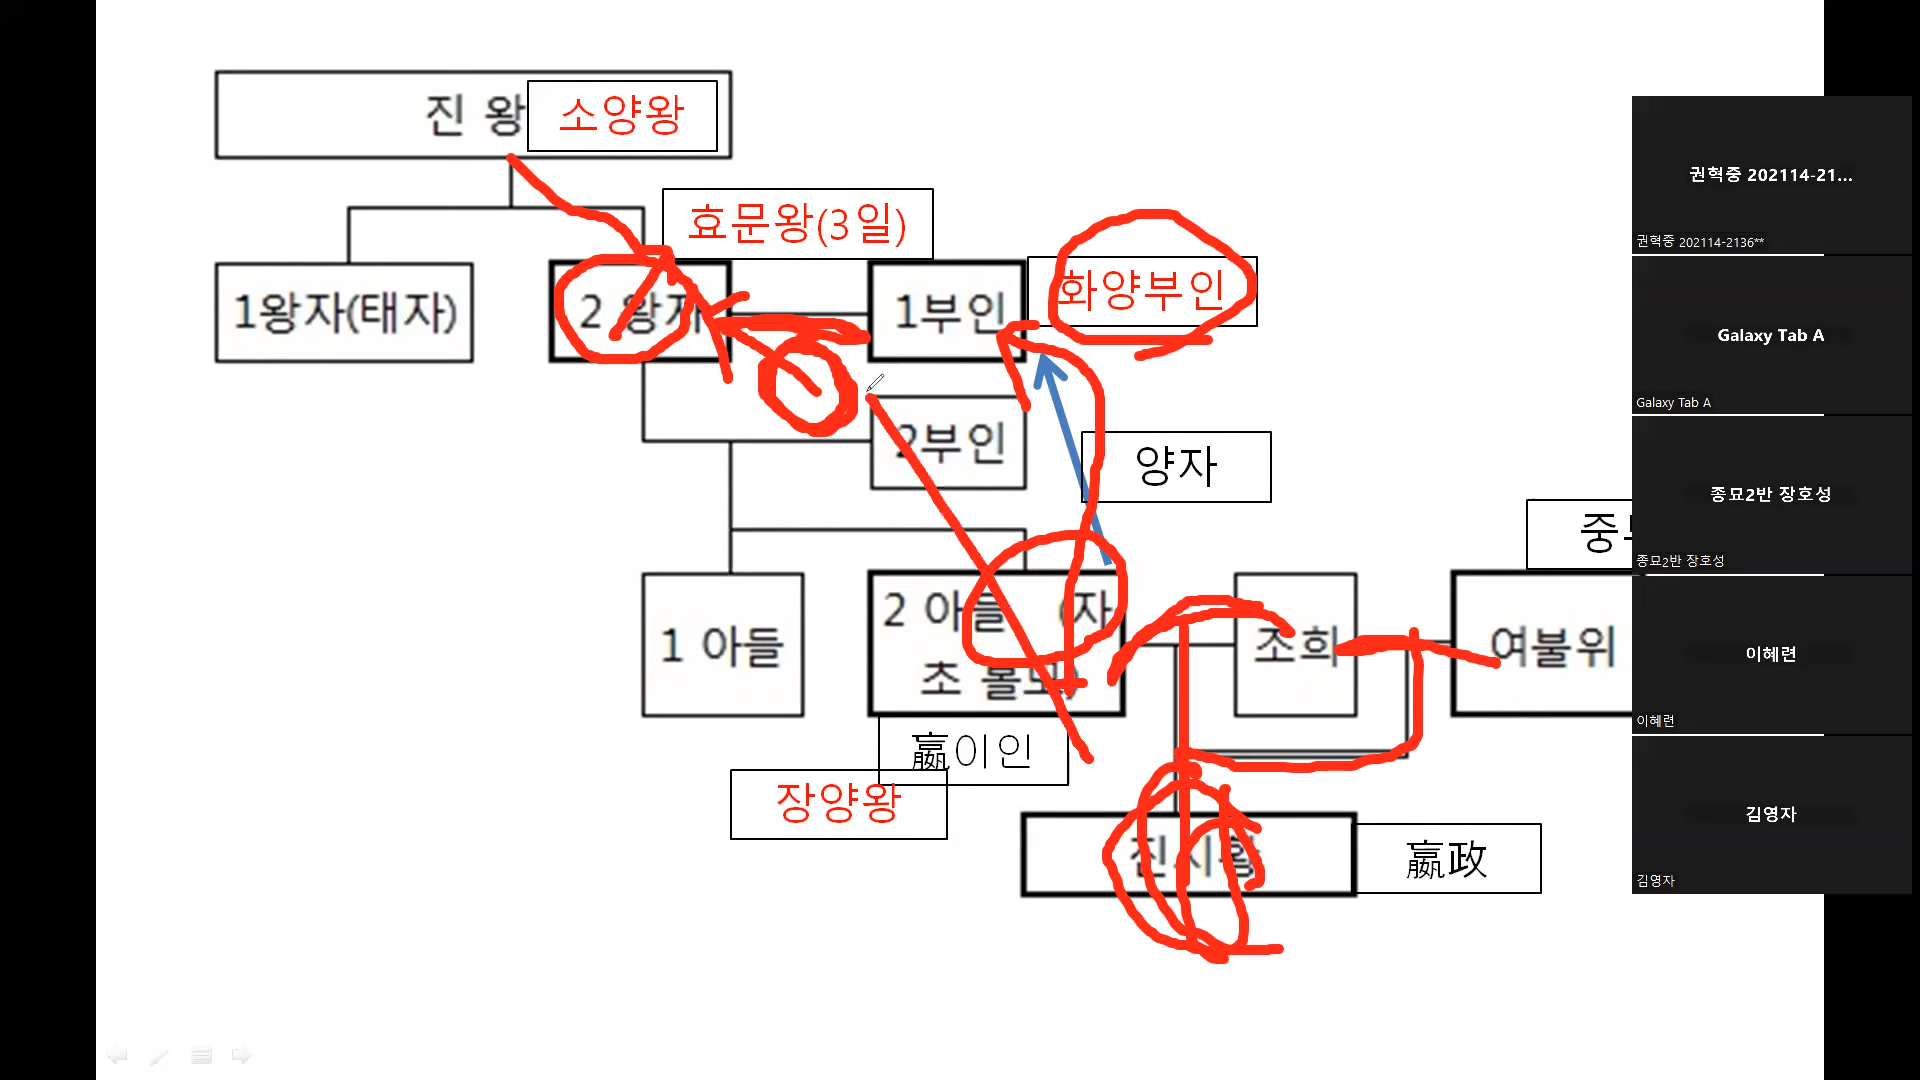 진 왕
소양왕
효문왕(3일)
1왕자(태자)
2 왕자
1부인
화양부인
2부인
양자
1 아들
2 아들 (자
초 볼모)
조희
여불위
嬴이인
장양왕
진시황
嬴政
권혁중 202114-21...
권혁중 202114-2136**
Galaxy Tab A
Galaxy Tab A
종묘2반 장호성
종묘2반 장호성
이혜련
이혜련
김영자
김영자